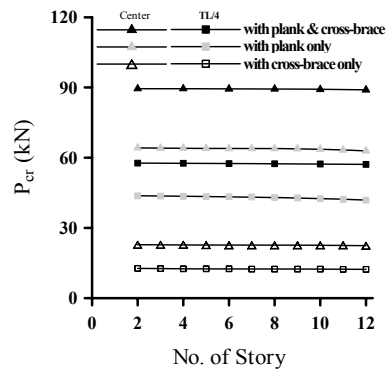 120
Center TL/4
with plank & cross-brace
with plank only
with cross-brace only
90
60
30
0
P_cr (kN)
0 2 4 6 8 10 12
No. of Story